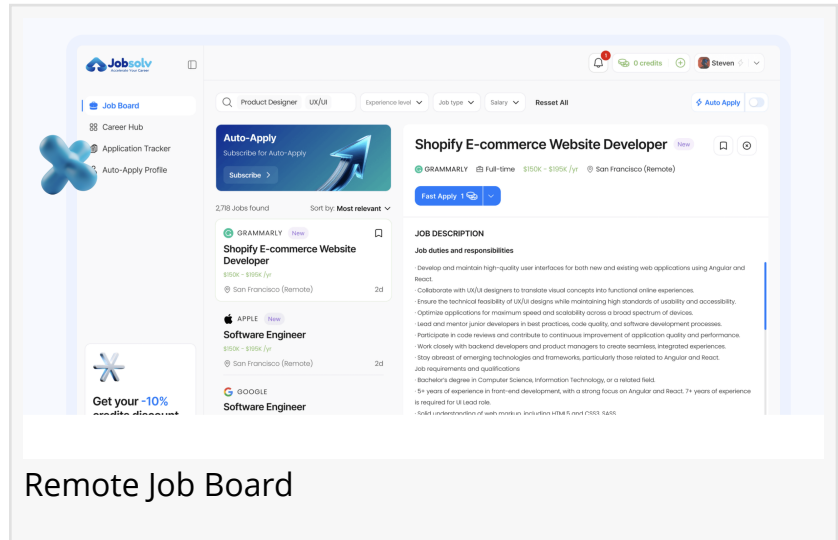 Jobsolv
Accelerate Your Career
1
0 credits
Steven
Job Board
Career Hub
Application Tracker
Auto-Apply Profile
Get your -10%
credits discount
Product Designer UX/UI
Experience level
Job type
Salary
Resset All
Auto Apply
Auto-Apply
Subscribe for Auto-Apply
Subscribe >
2,718 Jobs found
Sort by: Most relevant
GRAMMARLY New
Shopify E-commerce Website
Developer
$150K - $195K /yr
San Francisco (Remote) 2d
APPLE New
Software Engineer
$150K - $195K /yr
San Francisco (Remote) 2d
GOOGLE
Software Engineer
Shopify E-commerce Website Developer New
GRAMMARLY Full-time $150K - $195K /yr San Francisco (Remote)
Fast Apply 1
JOB DESCRIPTION
Job duties and responsibilities
· Develop and maintain high-quality user interfaces for both new and existing web applications using Angular and
React.
· Collaborate with UX/UI designers to translate visual concepts into functional online experiences.
· Ensure the technical feasibility of UX/UI designs while maintaining high standards of usability and accessibility.
· Optimize applications for maximum speed and scalability across a broad spectrum of devices.
· Lead and mentor junior developers in best practices, code quality, and software development processes.
· Participate in code reviews and contribute to continuous improvement of application quality and performance.
· Work closely with backend developers and product managers to create seamless, integrated experiences.
· Stay abreast of emerging technologies and frameworks, particularly those related to Angular and React.
Job requirements and qualifications
· Bachelor's degree in Computer Science, Information Technology, or a related field.
· 5+ years of experience in front-end development, with a strong focus on Angular and React. 7+ years of experience
is required for UI Lead role.
· Solid understanding of web markup, including HTML5 and CSS3, SASS
Remote Job Board